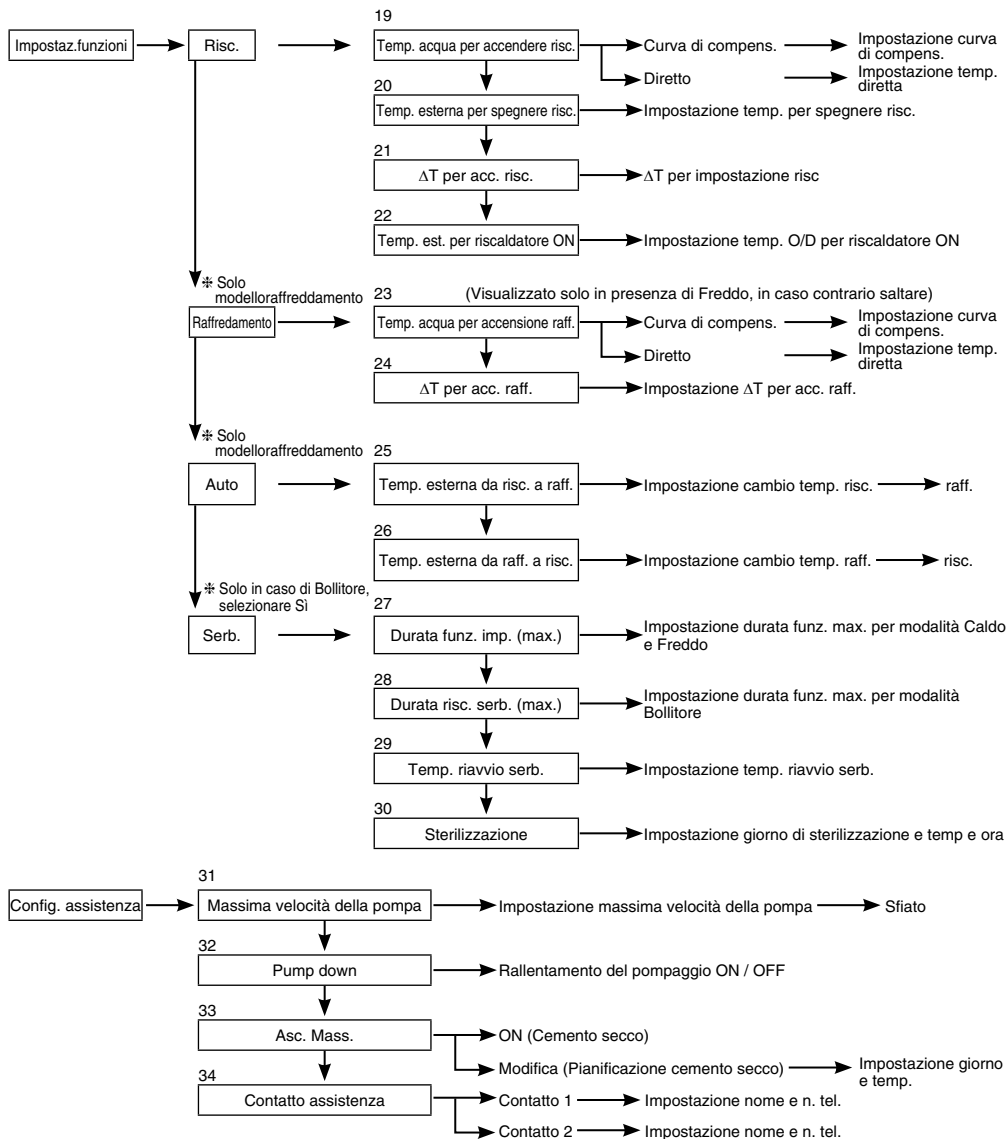 19
Impostaz.funzioni
Risc.
Temp. acqua per accendere risc.
Curva di compens.
Impostazione curva
di compens.
Diretto
Impostazione temp.
diretta
20
Temp. esterna per spegnere risc.
Impostazione temp. per spegnere risc.
21
ΔT per acc. risc.
ΔT per impostazione risc
22
Temp. est. per riscaldatore ON
Impostazione temp. O/D per riscaldatore ON
❉ Solo
modelloraffreddamento
23
(Visualizzato solo in presenza di Freddo, in caso contrario saltare)
Raffredamento
Temp. acqua per accensione raff.
Curva di compens.
Impostazione curva
di compens.
Diretto
Impostazione temp.
diretta
24
ΔT per acc. raff.
Impostazione ΔT per acc. raff.
❉ Solo
modelloraffreddamento
25
Auto
Temp. esterna da risc. a raff.
Impostazione cambio temp. risc.
raff.
26
Temp. esterna da raff. a risc.
Impostazione cambio temp. raff.
risc.
❉ Solo in caso di Bollitore,
selezionare Sì
27
Serb.
Durata funz. imp. (max.)
Impostazione durata funz. max. per modalità Caldo
e Freddo
28
Durata risc. serb. (max.)
Impostazione durata funz. max. per modalità
Bollitore
29
Temp. riavvio serb.
Impostazione temp. riavvio serb.
30
Sterilizzazione
Impostazione giorno di sterilizzazione e temp e ora
31
Config. assistenza
Massima velocità della pompa
Impostazione massima velocità della pompa
Sfiato
32
Pump down
Rallentamento del pompaggio ON / OFF
33
Asc. Mass.
ON (Cemento secco)
Modifica (Pianificazione cemento secco)
Impostazione giorno
e temp.
34
Contatto assistenza
Contatto 1
Impostazione nome e n. tel.
Contatto 2
Impostazione nome e n. tel.